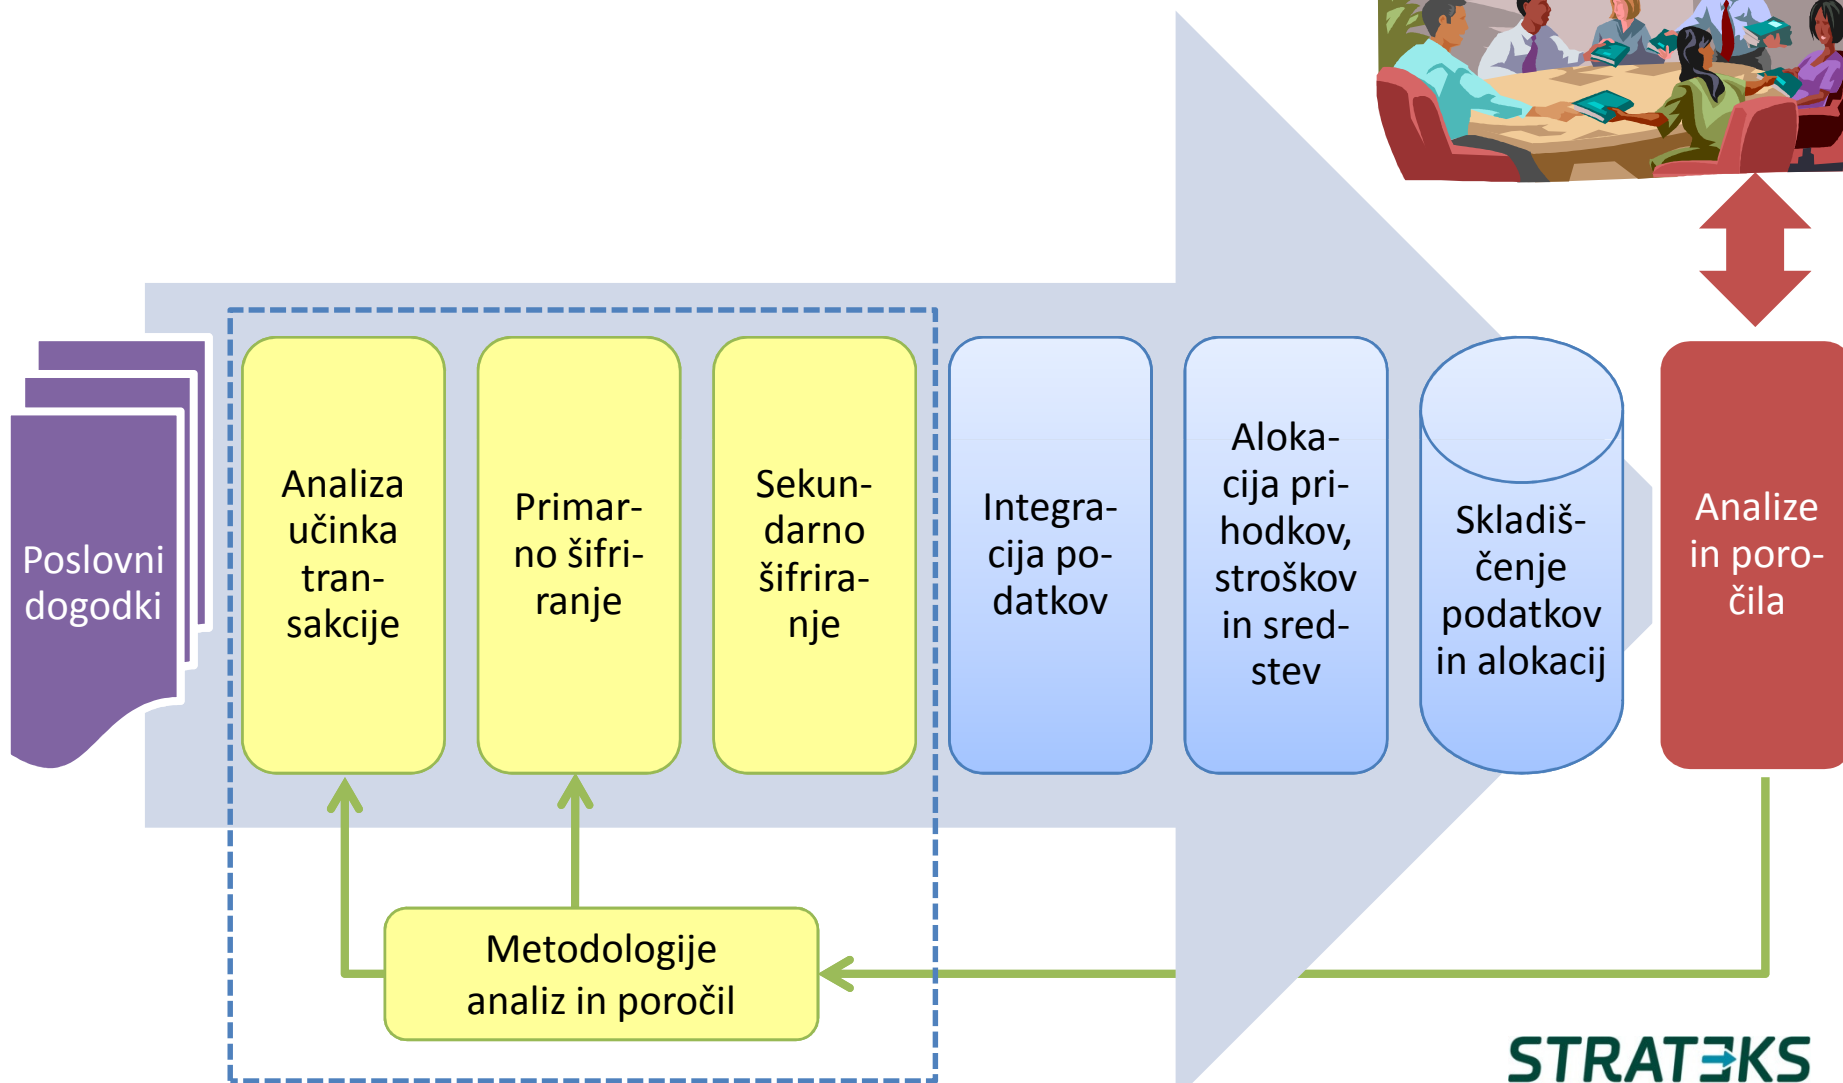 Poslovni
dogodki
Analiza
učinka
tran-
sakcije
Primar-
no šifri-
ranje
Sekun-
darno
šifrira-
nje
Integra-
cija po-
datkov
Aloka-
cija pri-
hodkov,
stroškov
in sred-
stev
Skladiš-
čenje
podatkov
in alokacij
Analize
in poro-
čila
Metodologije
analiz in poročil
STRATEKS